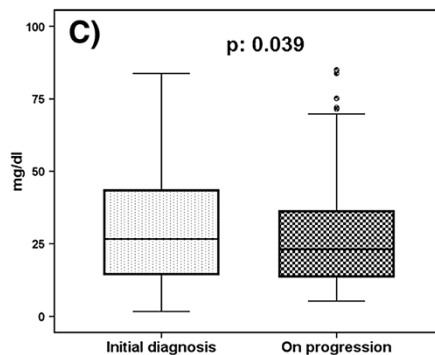 C)
p: 0.039
100
75
50
25
0
mg/dl
Initial diagnosis
On progression